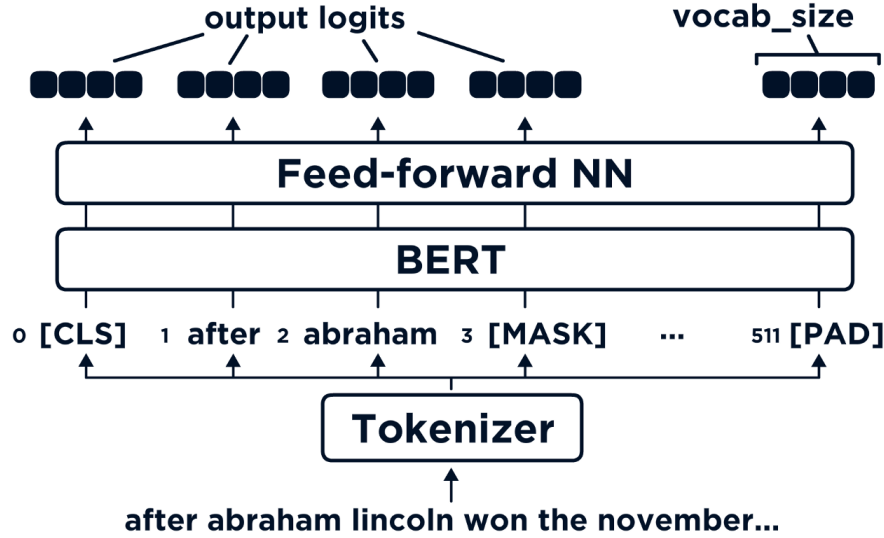 output logits
vocab_size
Feed-forward NN
BERT
0 [CLS] 1 after 2 abraham 3 [MASK] ... 511 [PAD]
Tokenizer
after abraham lincoln won the november...